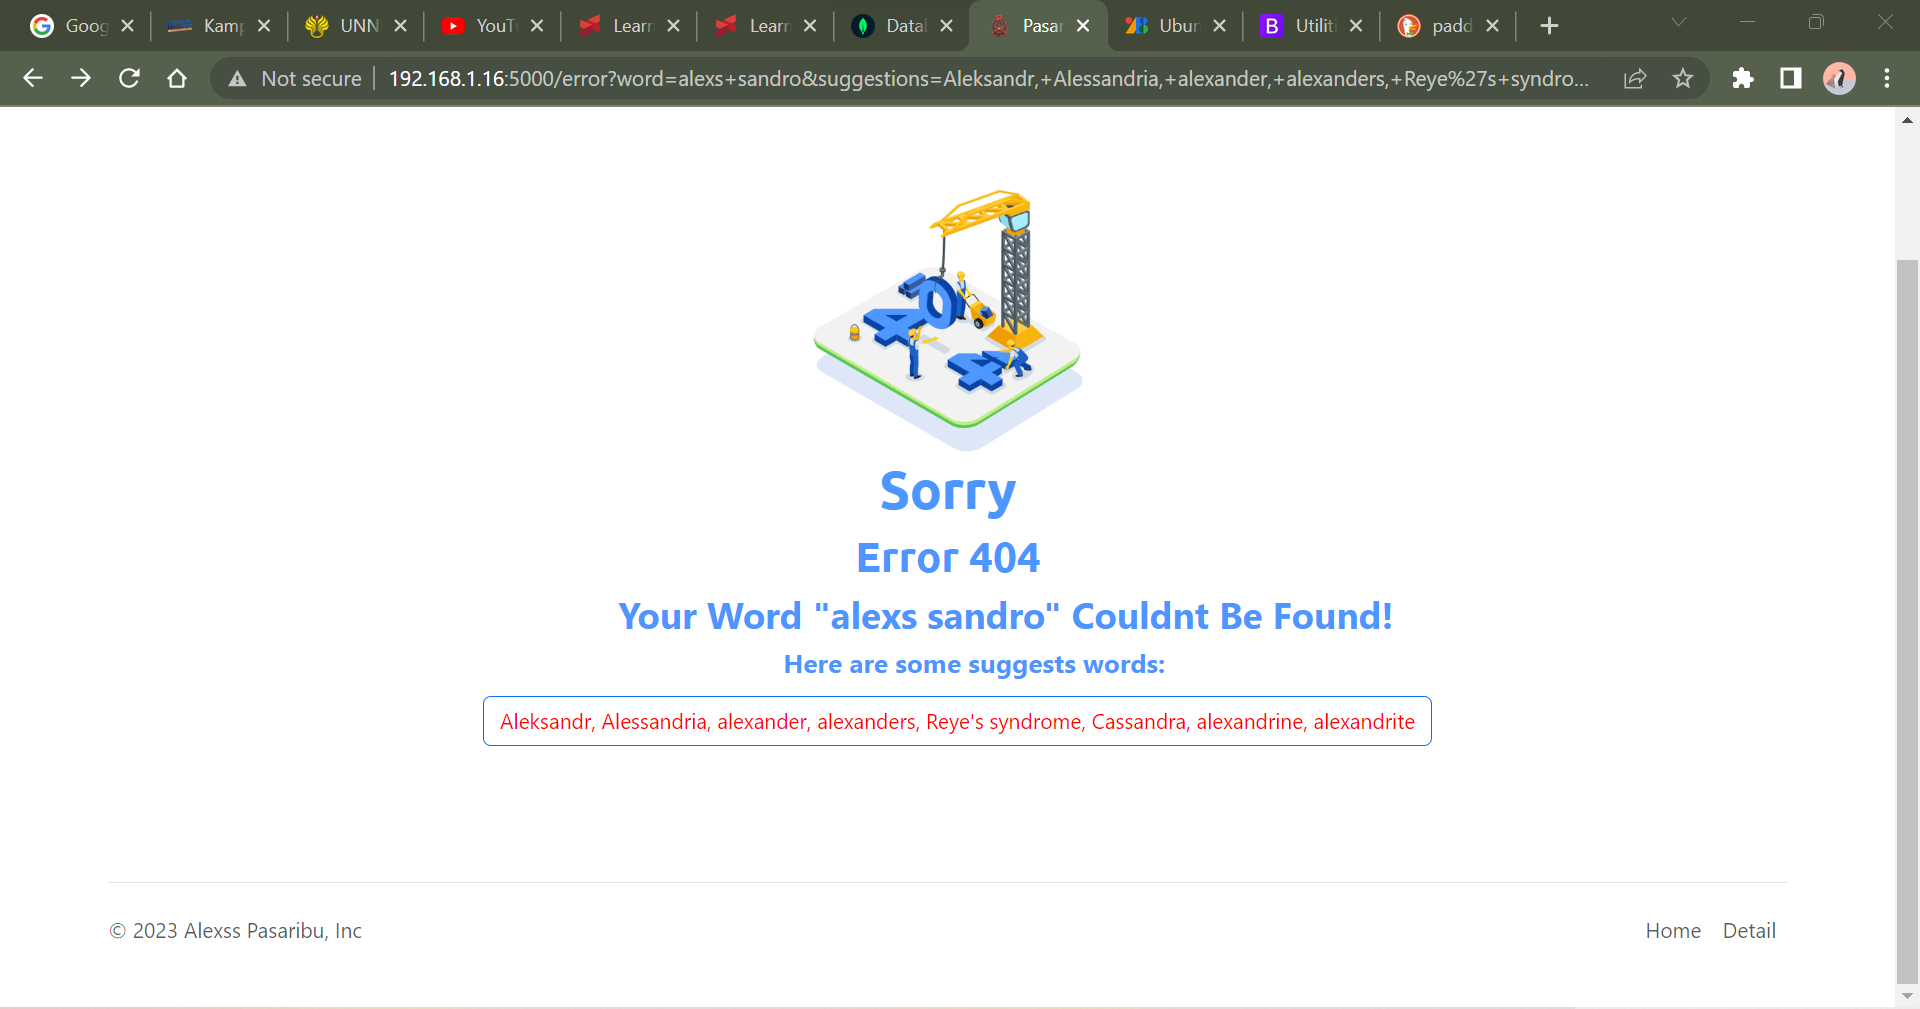 Goog
Kamp
UNN
YouT
Learn
Learn
Datal
Pasar
Ubun
B
Utiliti
padd
Not secure
192.168.1.16:5000/error?word=alexs+sandro&suggestions=Aleksandr,+Alessandria,+alexander,+alexanders,+Reye%27s+syndro...
404
Sorry
Error 404
Your Word "alexs sandro" Couldnt Be Found!
Here are some suggests words:
Aleksandr, Alessandria, alexander, alexanders, Reye's syndrome, Cassandra, alexandrine, alexandrite
© 2023 Alexss Pasaribu, Inc
Home
Detail